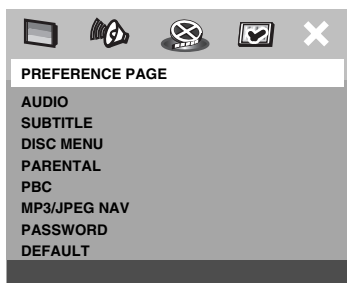 PREFERENCE PAGE
AUDIO
SUBTITLE
DISC MENU
PARENTAL
PBC
MP3/JPEG NAV
PASSWORD
DEFAULT